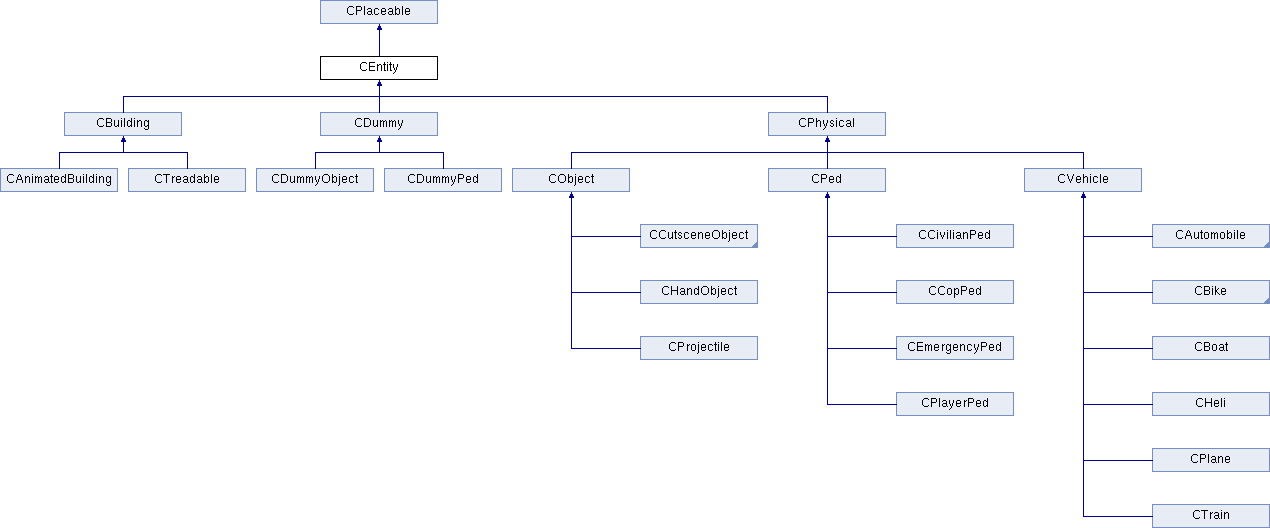 CPlaceable
CEntity
CBuilding CDummy CPhysical
CAnimatedBuilding CTreadable CDummyObject CDummyPed CObject CPed CVehicle
CCutsceneObject CCivilianPed CAutomobile
CHandObject CCopPed CBike
CProjectile CEmergencyPed CBoat
CPlayerPed CHeli
CPlane
CTrain